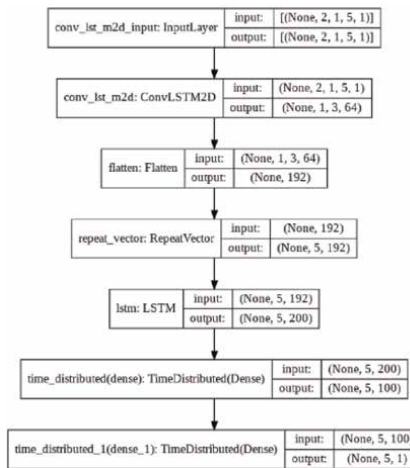 conv_lst_m2d_input: InputLayer input: [(None, 2, 1, 5, 1)]
output: [(None, 2, 1, 5, 1)]
conv_lst_m2d: ConvLSTM2D input: (None, 2, 1, 5, 1)
output: (None, 1, 3, 64)
flatten: Flatten input: (None, 1, 3, 64)
output: (None, 192)
repeat_vector: RepeatVector input: (None, 192)
output: (None, 5, 192)
lstm: LSTM input: (None, 5, 192)
output: (None, 5, 200)
time_distributed(dense): TimeDistributed(Dense) input: (None, 5, 200)
output: (None, 5, 100)
time_distributed_1(dense_1): TimeDistributed(Dense) input: (None, 5, 100
output: (None, 5, 1)